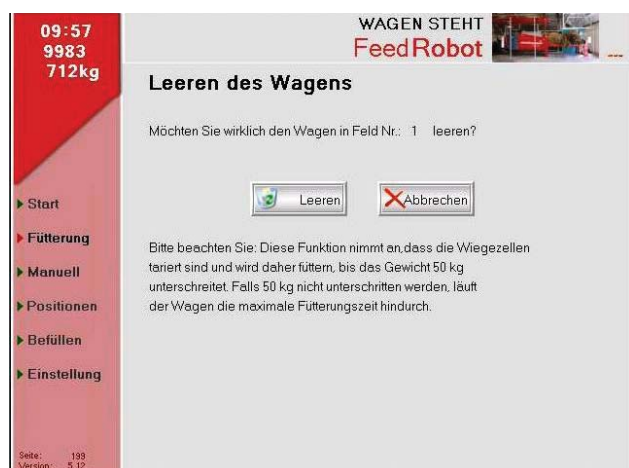 09:57
9983
712kg
WAGEN STEHT
FeedRobot
...
Leeren des Wagens
Möchten Sie wirklich den Wagen in Feld Nr.: 1 leeren?
Leeren
Abbrechen
Start
Fütterung
Manuell
Positionen
Befüllen
Einstellung
Bitte beachten Sie: Diese Funktion nimmt an,dass die Wiegezellen
tariert sind und wird daher füttern, bis das Gewicht 50 kg
unterschreitet. Falls 50 kg nicht unterschritten werden, läuft
der Wagen die maximale Fütterungszeit hindurch.
Seite: 199
Version: 5.12